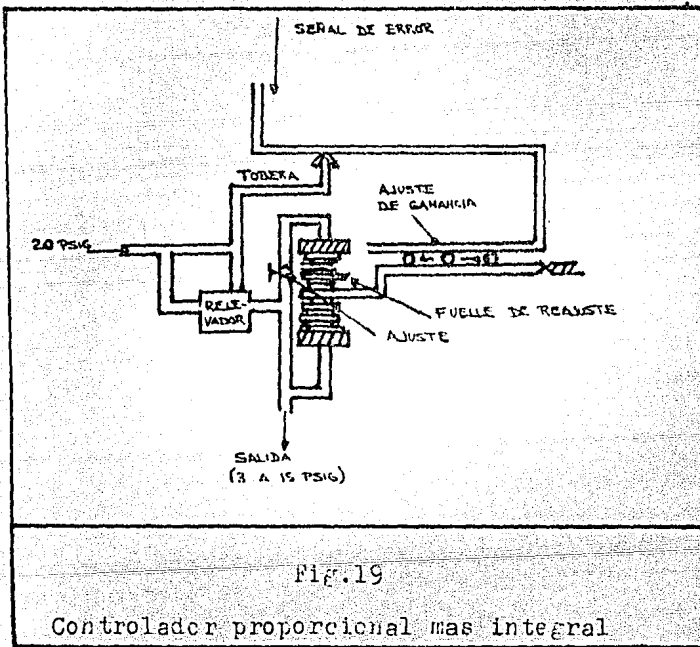 SEÑAL DE ERROR
TOBERA
AJUSTE
DE GANANCIA
20 PSIG
RELE-
VADOR
FUELLE DE REAJUSTE
AJUSTE
SALIDA
(3 A 15 PSIG)
Fig.19
Controlador proporcional mas integral